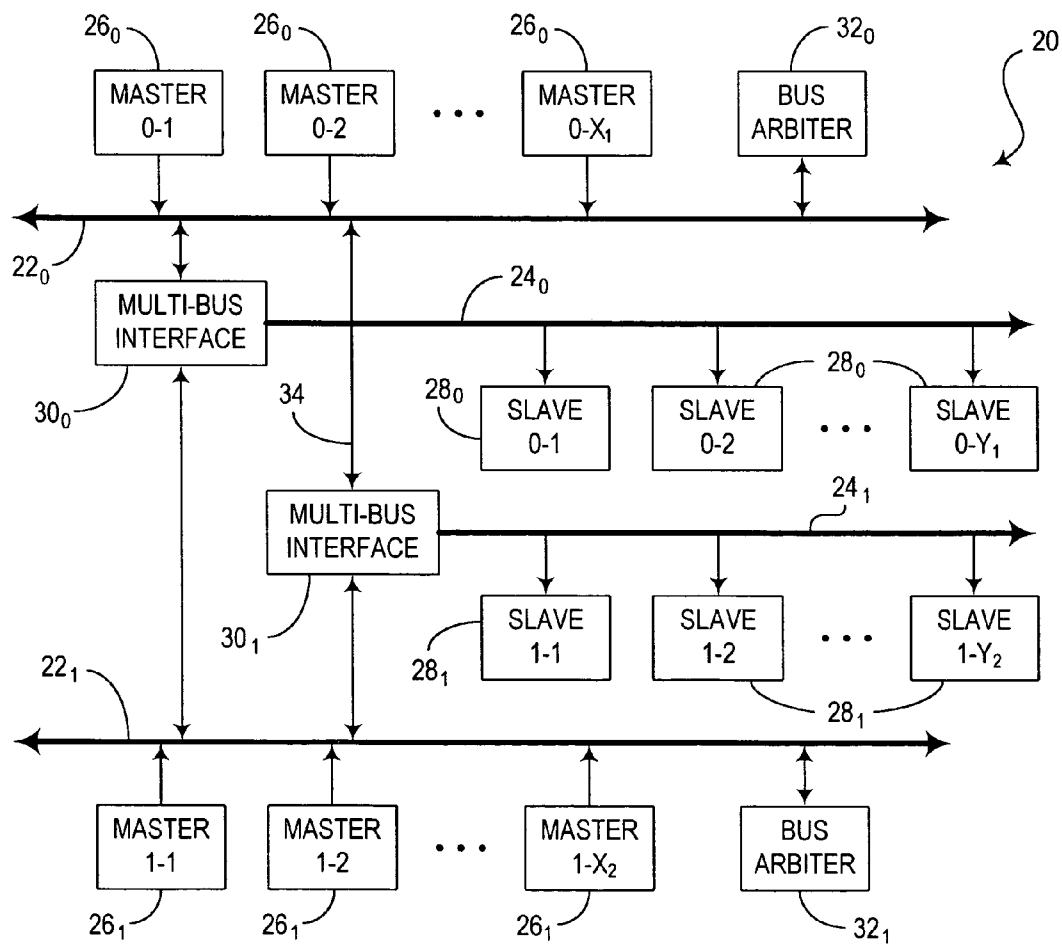 26₀ 26₀ 26₀ 32₀ 20
MASTER 0-1
MASTER 0-2
• • •
MASTER 0-X₁
BUS ARBITER
22₀
MULTI-BUS INTERFACE
24₀
30₀
34
28₀
SLAVE 0-1
SLAVE 0-2
28₀
• • •
SLAVE 0-Y₁
MULTI-BUS INTERFACE
24₁
30₁
28₁
SLAVE 1-1
SLAVE 1-2
• • •
SLAVE 1-Y₂
28₁
22₁
MASTER 1-1
MASTER 1-2
• • •
MASTER 1-X₂
BUS ARBITER
26₁ 26₁ 26₁ 32₁